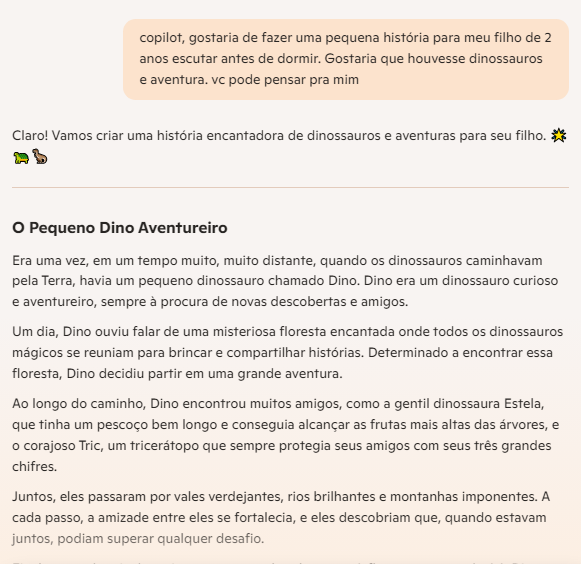 copilot, gostaria de fazer uma pequena história para meu filho de 2
anos escutar antes de dormir. Gostaria que houvesse dinossauros
e aventura. vc pode pensar pra mim
Claro! Vamos criar uma história encantadora de dinossauros e aventuras para seu filho. 🌟
🐢🦕
O Pequeno Dino Aventureiro
Era uma vez, em um tempo muito, muito distante, quando os dinossauros caminhavam
pela Terra, havia um pequeno dinossauro chamado Dino. Dino era um dinossauro curioso
e aventureiro, sempre à procura de novas descobertas e amigos.
Um dia, Dino ouviu falar de uma misteriosa floresta encantada onde todos os dinossauros
mágicos se reuniam para brincar e compartilhar histórias. Determinado a encontrar essa
floresta, Dino decidiu partir em uma grande aventura.
Ao longo do caminho, Dino encontrou muitos amigos, como a gentil dinossaura Estela,
que tinha um pescoço bem longo e conseguia alcançar as frutas mais altas das árvores, e
o corajoso Tric, um tricerátopo que sempre protegia seus amigos com seus três grandes
chifres.
Juntos, eles passaram por vales verdejantes, rios brilhantes e montanhas imponentes. A
cada passo, a amizade entre eles se fortalecia, e eles descobriam que, quando estavam
juntos, podiam superar qualquer desafio.